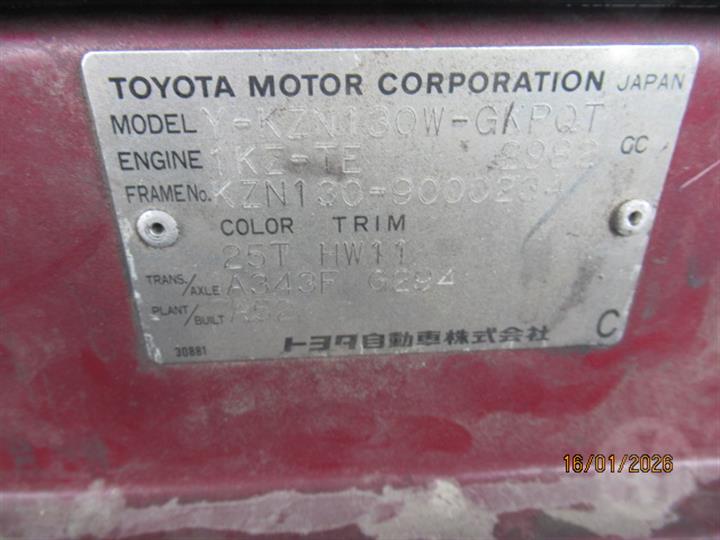 TOYOTA MOTOR CORPORATION JAPAN
MODEL Y-KZN130W-GKPQT
ENGINE 1KZ-TE 2982 CC
FRAME No. KZN130-9000234
COLOR TRIM
25T HW11
TRANS./AXLE A343F G294
PLANT/BUILT A52
トヨタ自動車株式会社 C
30881
16/01/2026